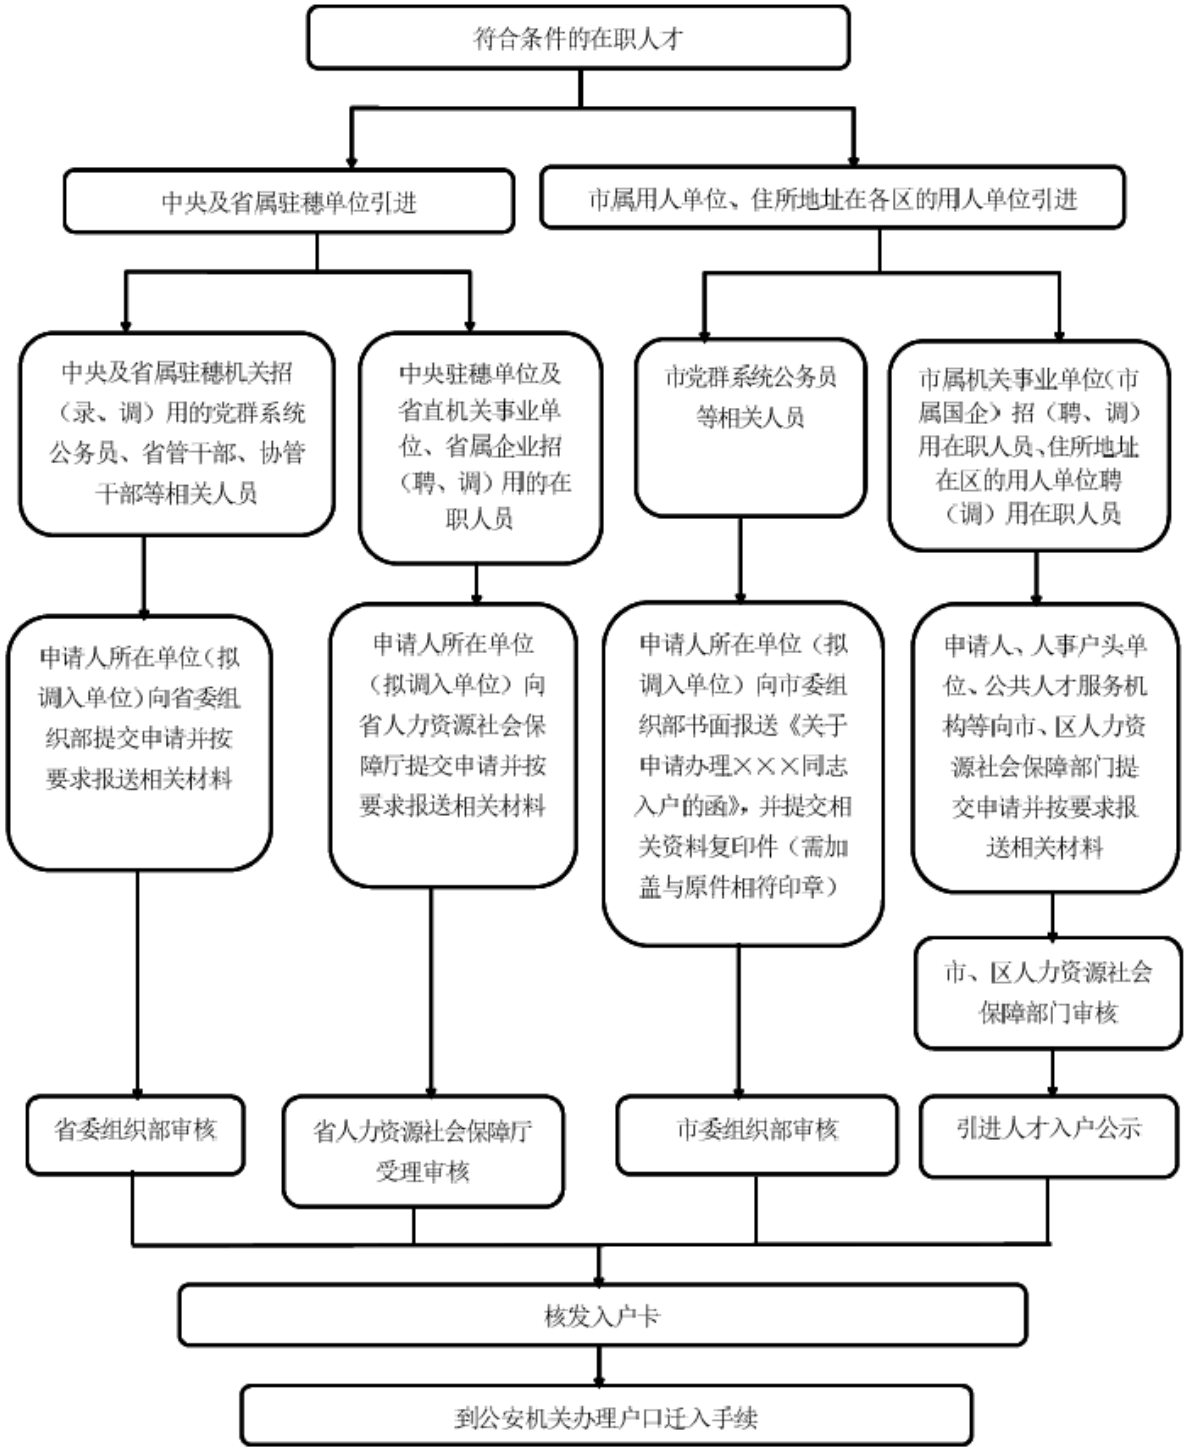 符合条件的在职人才
中央及省属驻穗单位引进
市属用人单位、住所地址在各区的用人单位引进
中央及省属驻穗机关招
（录、调）用的党群系统
公务员、省管干部、协管
干部等相关人员
中央驻穗单位及
省直机关事业单
位、省属企业招
（聘、调）用的在
职人员
市党群系统公务员
等相关人员
市属机关事业单位（市
属国企）招（聘、调）
用在职人员、住所地址
在区的用人单位聘
（调）用在职人员
申请人所在单位（拟
调入单位）向省委组
织部提交申请并按
要求报送相关材料
申请人所在单位
（拟调入单位）向
省人力资源社会保
障厅提交申请并按
要求报送相关材料
申请人所在单位（拟
调入单位）向市委组
织部书面报送《关于
申请办理×××同志
入户的函》，并提交相
关资料复印件（需加
盖与原件相符印章）
申请人、人事户头单
位、公共人才服务机
构等向市、区人力资
源社会保障部门提
交申请并按要求报
送相关材料
市、区人力资源社会
保障部门审核
省委组织部审核
省人力资源社会保障厅
受理审核
市委组织部审核
引进人才入户公示
核发入户卡
到公安机关办理户口迁入手续